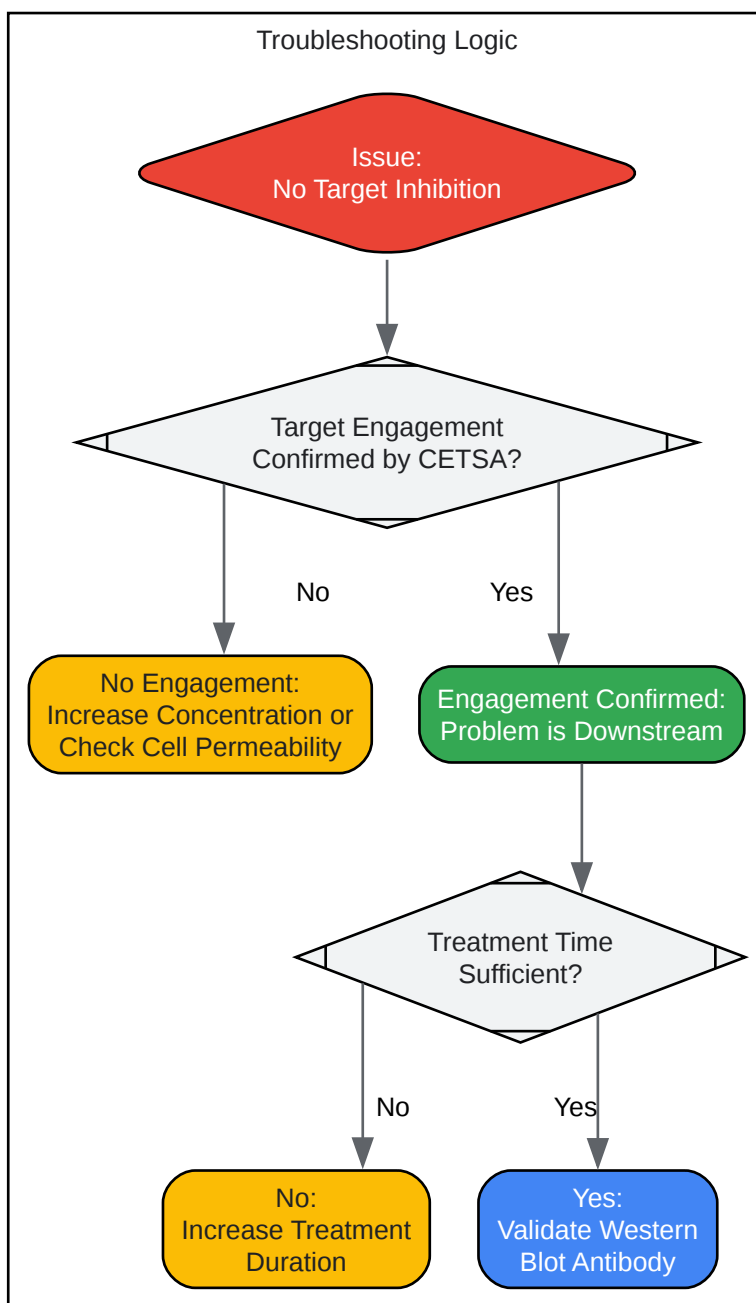 Troubleshooting Logic
Issue:
No Target Inhibition
Target Engagement
Confirmed by CETSA?
No
Yes
No Engagement:
Increase Concentration or
Check Cell Permeability
Engagement Confirmed:
Problem is Downstream
Treatment Time
Sufficient?
No
Yes
No:
Increase Treatment
Duration
Yes:
Validate Western
Blot Antibody